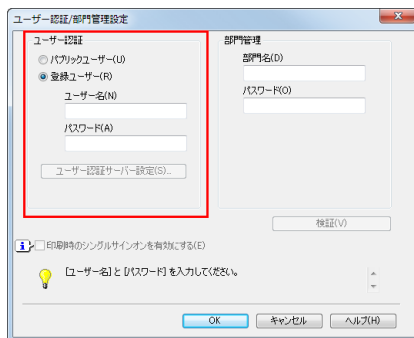 ユーザー認証/部門管理設定
ユーザー認証
パブリックユーザー(U)
登録ユーザー(R)
ユーザー名(N)
パスワード(A)
ユーザー認証サーバー設定(S)...
部門管理
部門名(D)
パスワード(O)
検証(V)
印刷時のシングルサインオンを有効にする(E)
[ユーザー名] と [パスワード] を入力してください。
OK
キャンセル
ヘルプ(H)